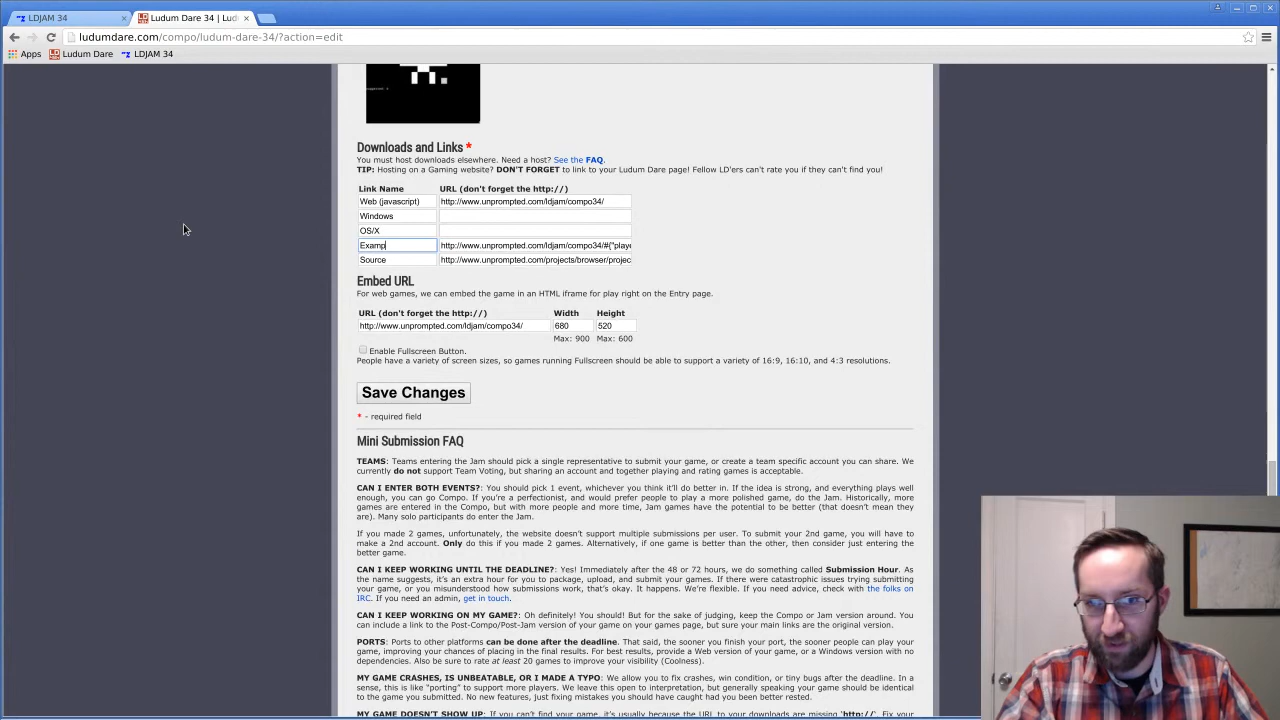 LDJAM 34
Ludum Dare 34 | Lud
ludumdare.com/compo/ludum-dare-34/?action=edit
Apps Ludum Dare LDJAM 34
Downloads and Links *
You must host downloads elsewhere. Need a host? See the FAQ.
TIP: Hosting on a Gaming website? DON'T FORGET to link to your Ludum Dare page! Fellow LD'ers can't rate you if they can't find you!
Link Name URL (don't forget the http://)
Web (javascript) http://www.unprompted.com/ldjam/compo34/
Windows
OS/X
Examp http://www.unprompted.com/ldjam/compo34/#{"playe
Source http://www.unprompted.com/projects/browser/projec
Embed URL
For web games, we can embed the game in an HTML iframe for play right on the Entry page.
URL (don't forget the http://) Width Height
http://www.unprompted.com/ldjam/compo34/ 680 520
Max: 900 Max: 600
Enable Fullscreen Button.
People have a variety of screen sizes, so games running Fullscreen should be able to support a variety of 16:9, 16:10, and 4:3 resolutions.
Save Changes
* - required field
Mini Submission FAQ
TEAMS: Teams entering the Jam should pick a single representative to submit your game, or create a team specific account you can share. We
currently do not support Team Voting, but sharing an account and together playing and rating games is acceptable.
CAN I ENTER BOTH EVENTS?: You should pick 1 event, whichever you think it'll do better in. If the idea is strong, and everything plays well
enough, you can go Compo. If you're a perfectionist, and would prefer people to play a more polished game, do the Jam. Historically, more
games are entered in the Compo, but with more people and more time, Jam games have the potential to be better (that doesn't mean they
are). Many solo participants do enter the Jam.
If you made 2 games, unfortunately, the website doesn't support multiple submissions per user. To submit your 2nd game, you will have to
make a 2nd account. Only do this if you made 2 games. Alternatively, if one game is better than the other, then consider just entering the
better game.
CAN I KEEP WORKING UNTIL THE DEADLINE?: Yes! Immediately after the 48 or 72 hours, we do something called Submission Hour. As
the name suggests, it's an extra hour for you to package, upload, and submit your games. If there were catastrophic issues trying submitting
your game, or you misunderstood how submissions work, that's okay. It happens. We're flexible. If you need advice, check with the folks on
IRC. If you need an admin, get in touch.
CAN I KEEP WORKING ON MY GAME?: Oh definitely! You should! But for the sake of judging, keep the Compo or Jam version around. You
can include a link to the Post-Compo/Post-Jam version of your game on your games page, but sure your main links are the original version.
PORTS: Ports to other platforms can be done after the deadline. That said, the sooner you finish your port, the sooner people can play your
game, improving your chances of placing in the final results. For best results, provide a Web version of your game, or a Windows version with no
dependencies. Also be sure to rate at least 20 games to improve your visibility (Coolness).
MY GAME CRASHES, IS UNBEATABLE, OR I MADE A TYPO: We allow you to fix crashes, win condition, or tiny bugs after the deadline. In a
sense, this is like "porting" to support more players. We leave this open to interpretation, but generally speaking your game should be identical
to the game you submitted. No new features, just fixing mistakes you should have caught had you been better rested.
MY GAME DOESN'T SHOW UP: If you can't find your game, it's usually because the URL to your downloads are missing 'http://'. Fix your